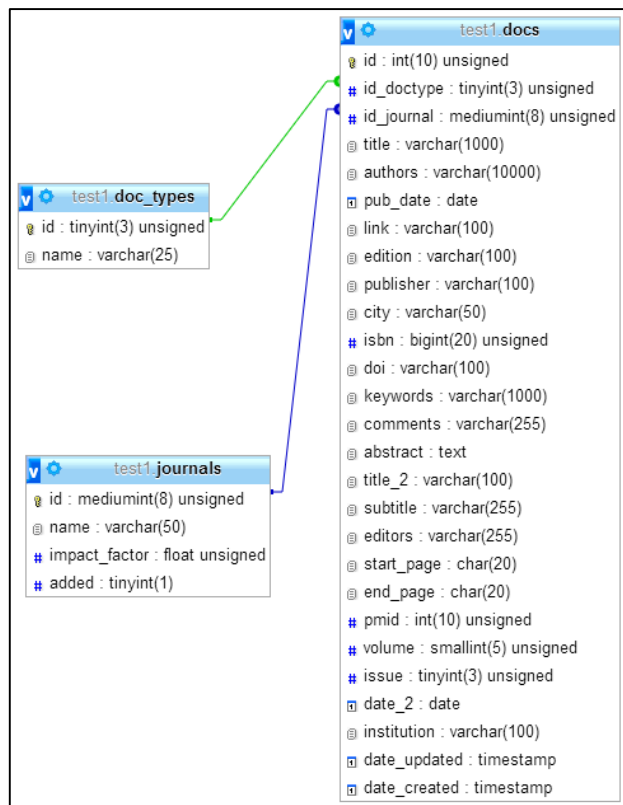 test1.docs
id : int(10) unsigned
# id_doctype : tinyint(3) unsigned
# id_journal : mediumint(8) unsigned
title : varchar(1000)
authors : varchar(10000)
pub_date : date
link : varchar(100)
edition : varchar(100)
publisher : varchar(100)
city : varchar(50)
# isbn : bigint(20) unsigned
doi : varchar(100)
keywords : varchar(1000)
comments : varchar(255)
abstract : text
title_2 : varchar(100)
subtitle : varchar(255)
editors : varchar(255)
start_page : char(20)
end_page : char(20)
# pmid : int(10) unsigned
# volume : smallint(5) unsigned
# issue : tinyint(3) unsigned
date_2 : date
institution : varchar(100)
date_updated : timestamp
date_created : timestamp
v test1.doc_types
id : tinyint(3) unsigned
name : varchar(25)
v test1.journals
id : mediumint(8) unsigned
name : varchar(50)
# impact_factor : float unsigned
# added : tinyint(1)